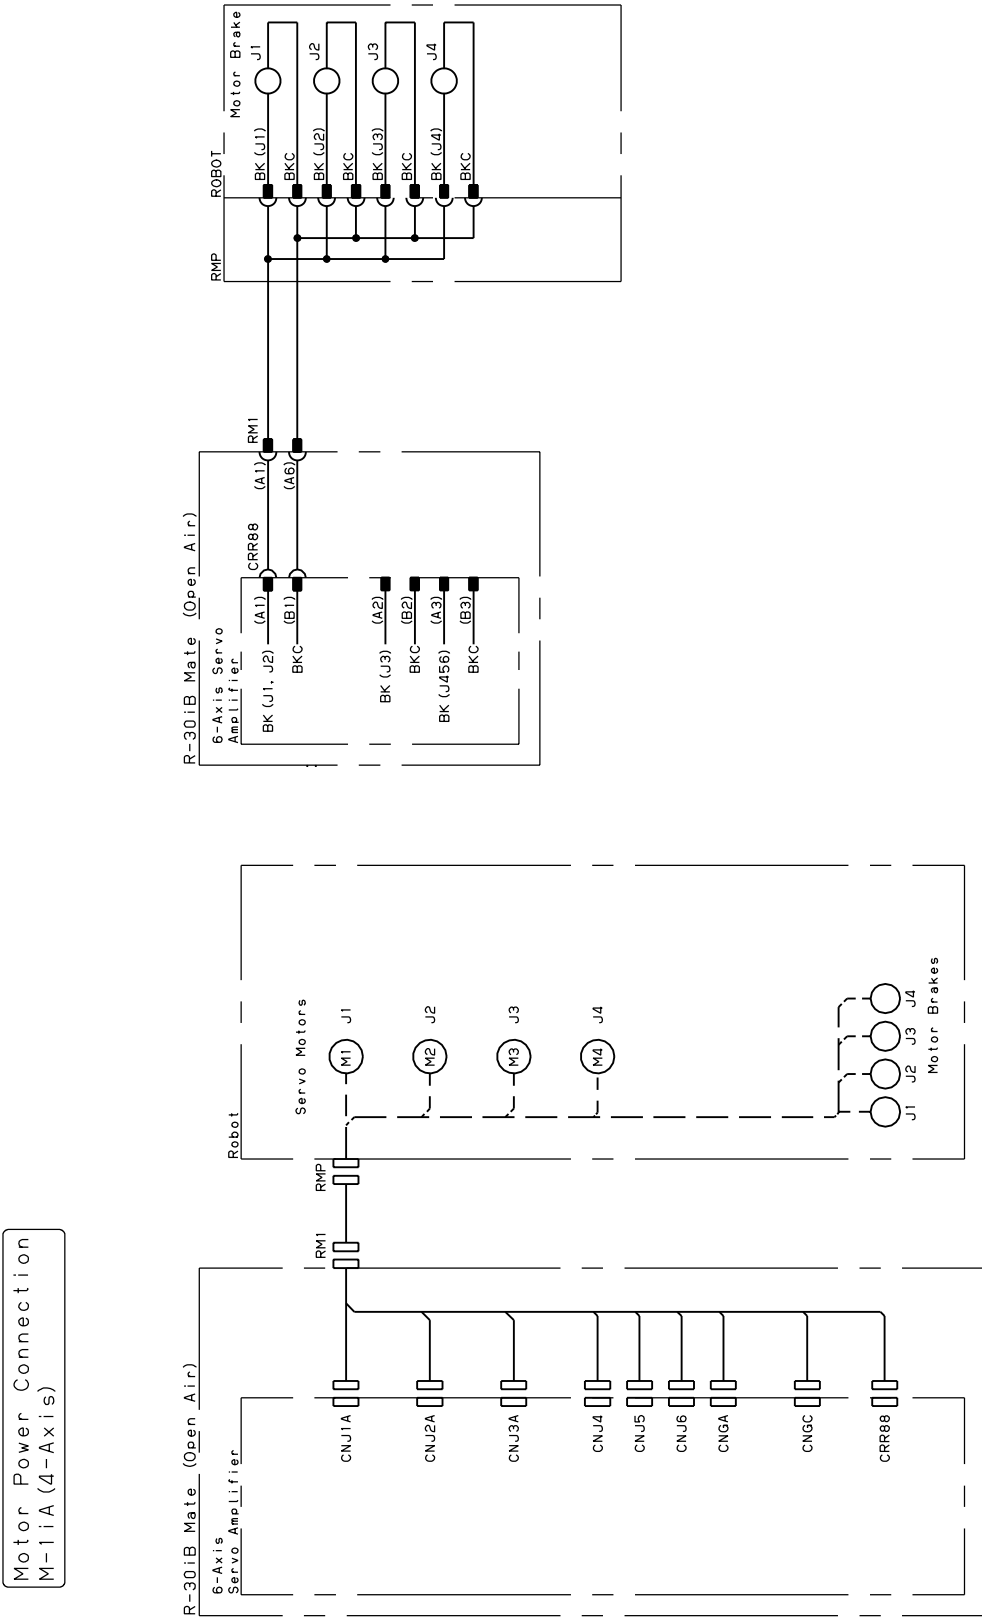 Motor Power Connection
M-1iA (4-Axis)
R-30iB Mate (Open Air)
6-Axis
Servo Amplifier
CNJ1A
CNJ2A
CNJ3A
CNJ4
CNJ5
CNJ6
CNGA
CNGC
CRR88
RM1
RMP
Robot
Servo Motors
M1
J1
M2
J2
M3
J3
M4
J4
J1
J2
J3
J4
Motor Brakes
R-30iB Mate (Open Air)
6-Axis Servo
Amplifier
BK (J1, J2)
(A1)
BKC
(B1)
BK (J3)
(A2)
BKC
(B2)
BK (J456)
(A3)
BKC
(B3)
CRR88
(A1)
(A6)
RM1
RMP
ROBOT
Motor Brake
BK (J1)
J1
BKC
BK (J2)
J2
BKC
BK (J3)
J3
BKC
BK (J4)
J4
BKC